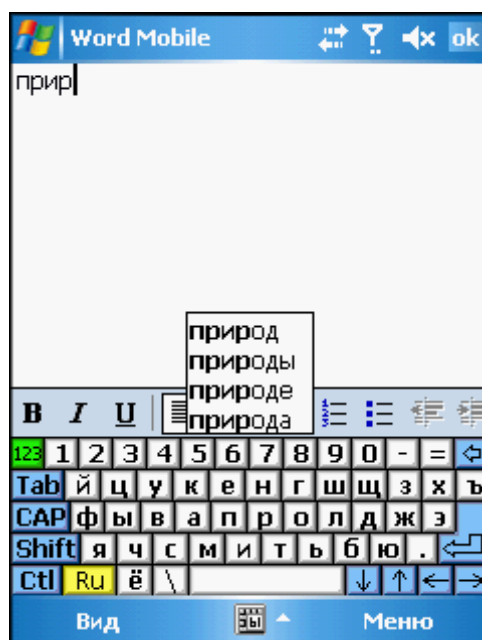 Word Mobile ok
прир
природ
природы
природе
природа
B I U
123 1 2 3 4 5 6 7 8 9 0 - =
Tab й ц у к е н г ш щ з х ъ
CAP ф ы в а п р о л д ж э
Shift я ч с м и т ь б ю .
Ctl Ru ё \
Вид Меню